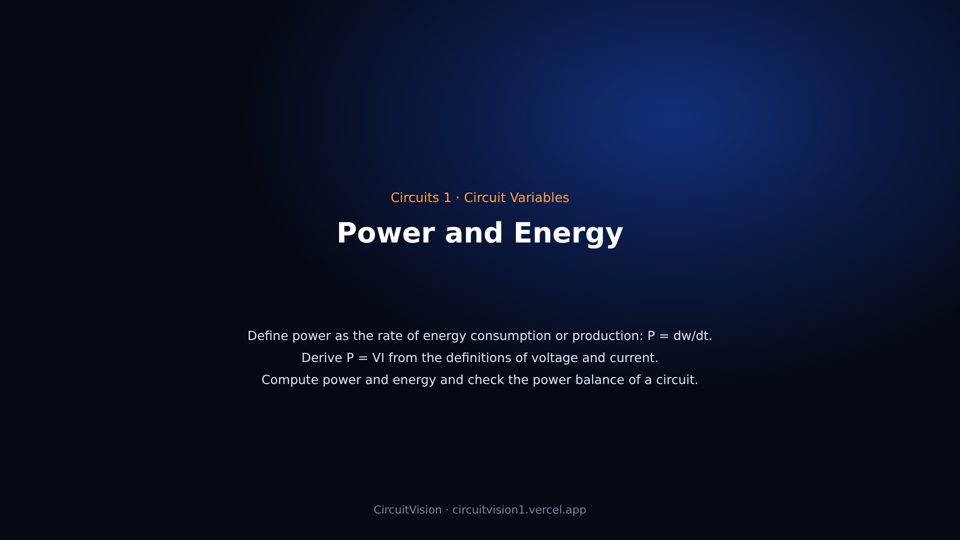 Circuits 1 · Circuit Variables
Power and Energy
Define power as the rate of energy consumption or production: P = dw/dt.
Derive P = VI from the definitions of voltage and current.
Compute power and energy and check the power balance of a circuit.
CircuitVision · circuitvision1.vercel.app